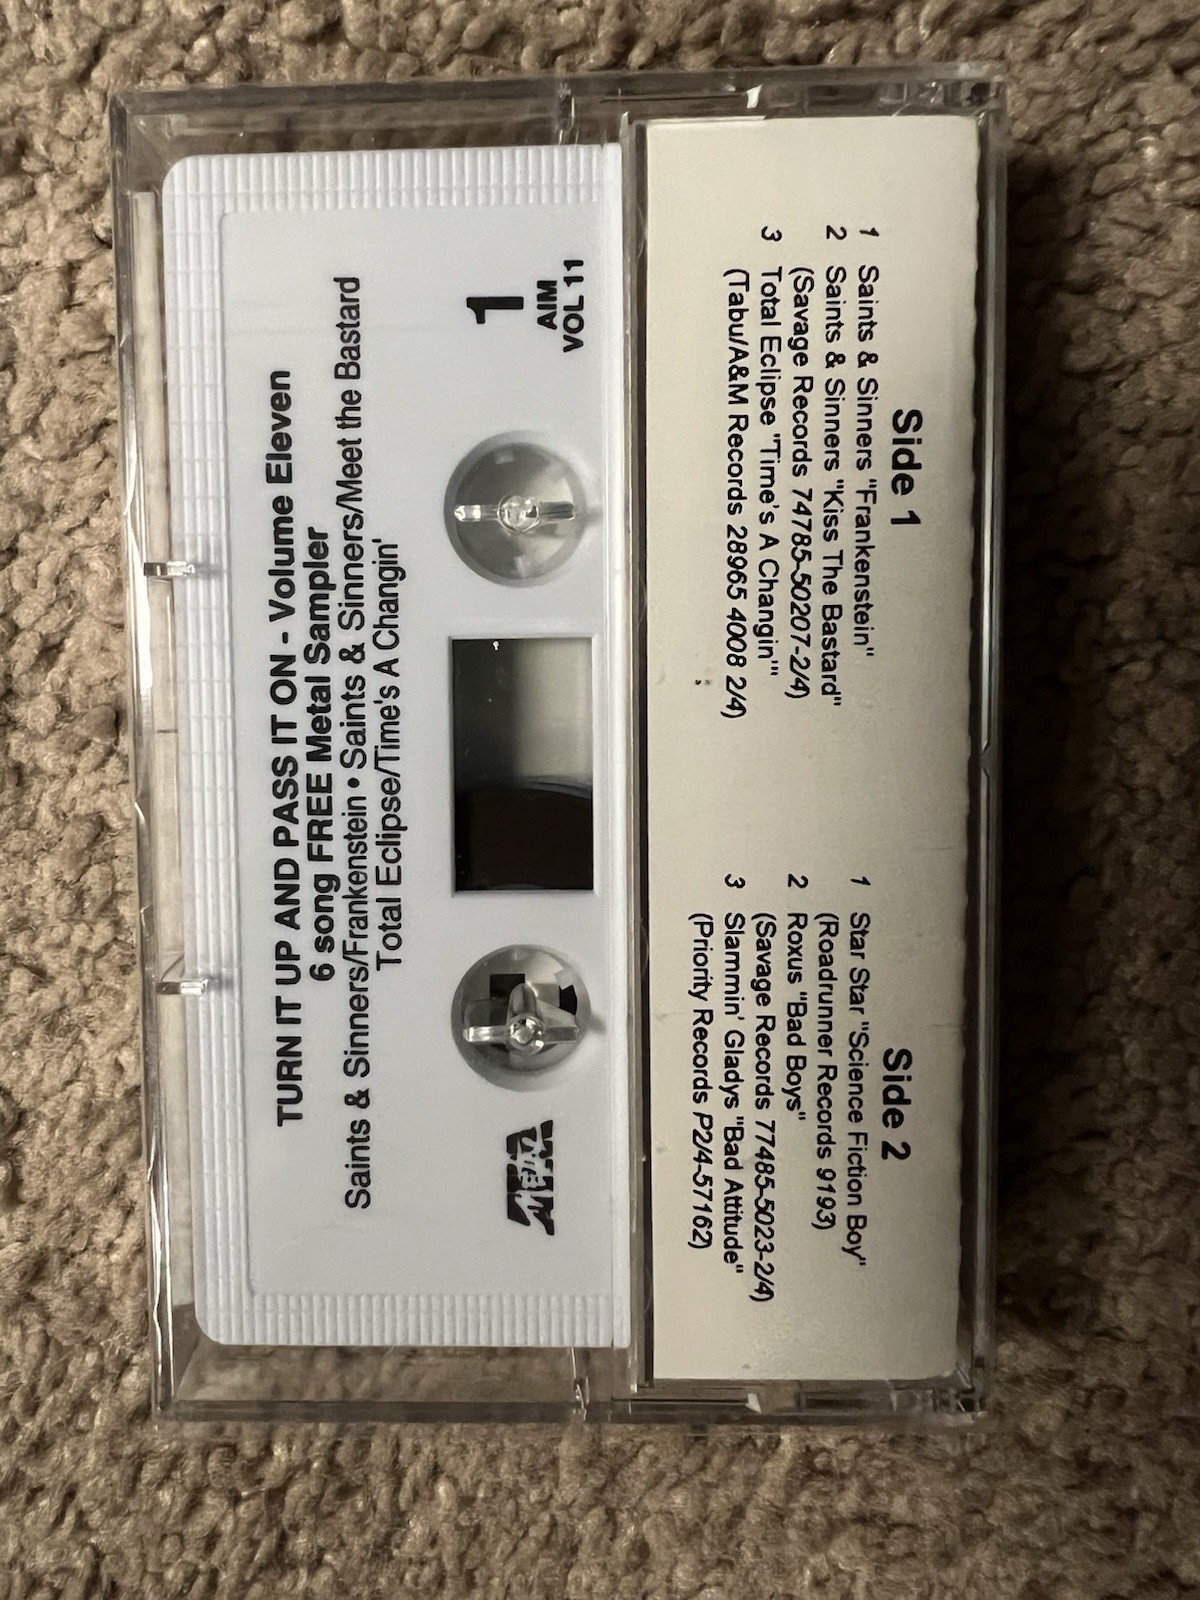 TURN IT UP AND PASS IT ON - Volume Eleven
6 song FREE Metal Sampler
Saints & Sinners/Frankenstein • Saints & Sinners/Meet the Bastard
Total Eclipse/Time's A Changin'
1
AIM
VOL 11
AIM
Side 1
1 Saints & Sinners "Frankenstein"
2 Saints & Sinners "Kiss The Bastard"
(Savage Records 74785-50207-2/4)
3 Total Eclipse "Time's A Changin'"
(Tabu/A&M Records 28965 4008 2/4)
Side 2
1 Star Star "Science Fiction Boy"
(Roadrunner Records 9193)
2 Roxus "Bad Boys"
(Savage Records 77485-5023-2/4)
3 Slammin' Gladys "Bad Attitude"
(Priority Records P2/4-57162)